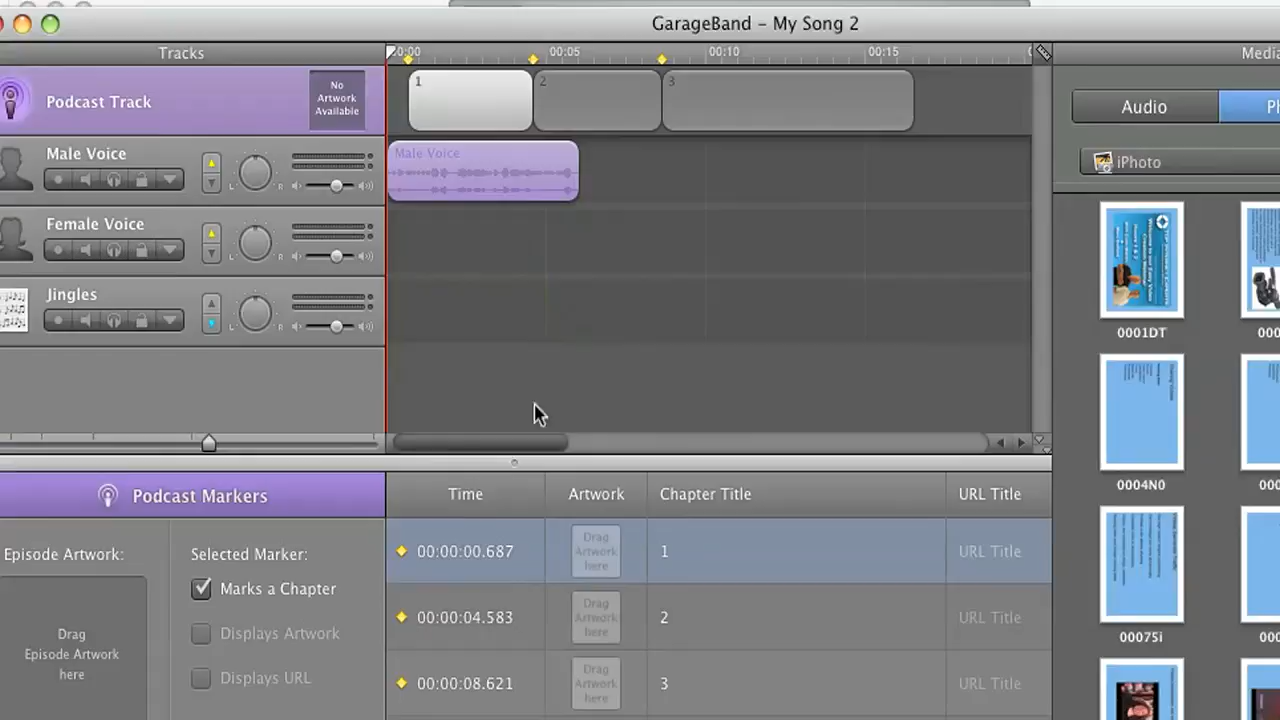 GarageBand – My Song 2
Tracks
00:00 00:05 00:10 00:15
Media
Podcast Track
No
Artwork
Available
1 2 3
Audio
iPhoto
Male Voice
Male Voice
L R
Female Voice
L R
Jingles
L R
0001DT
0004N0
00075i
Podcast Markers
Time Artwork Chapter Title URL Title
Episode Artwork:
Drag
Episode Artwork
here
Selected Marker:
Marks a Chapter
Displays Artwork
Displays URL
00:00:00.687 Drag Artwork here 1 URL Title
00:00:04.583 Drag Artwork here 2 URL Title
00:00:08.621 Drag Artwork here 3 URL Title